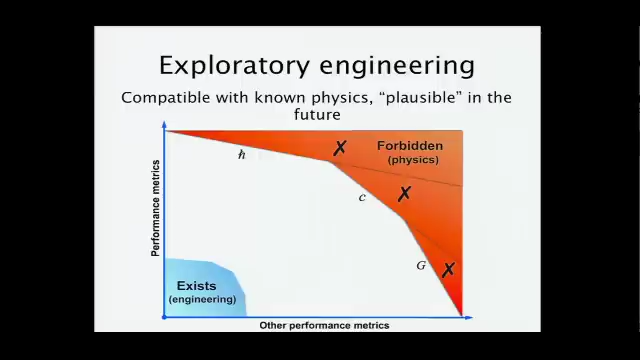 Exploratory engineering
Compatible with known physics, “plausible” in the
future
Forbidden
(physics)
ħ
c
G
Performance metrics
Exists
(engineering)
Other performance metrics